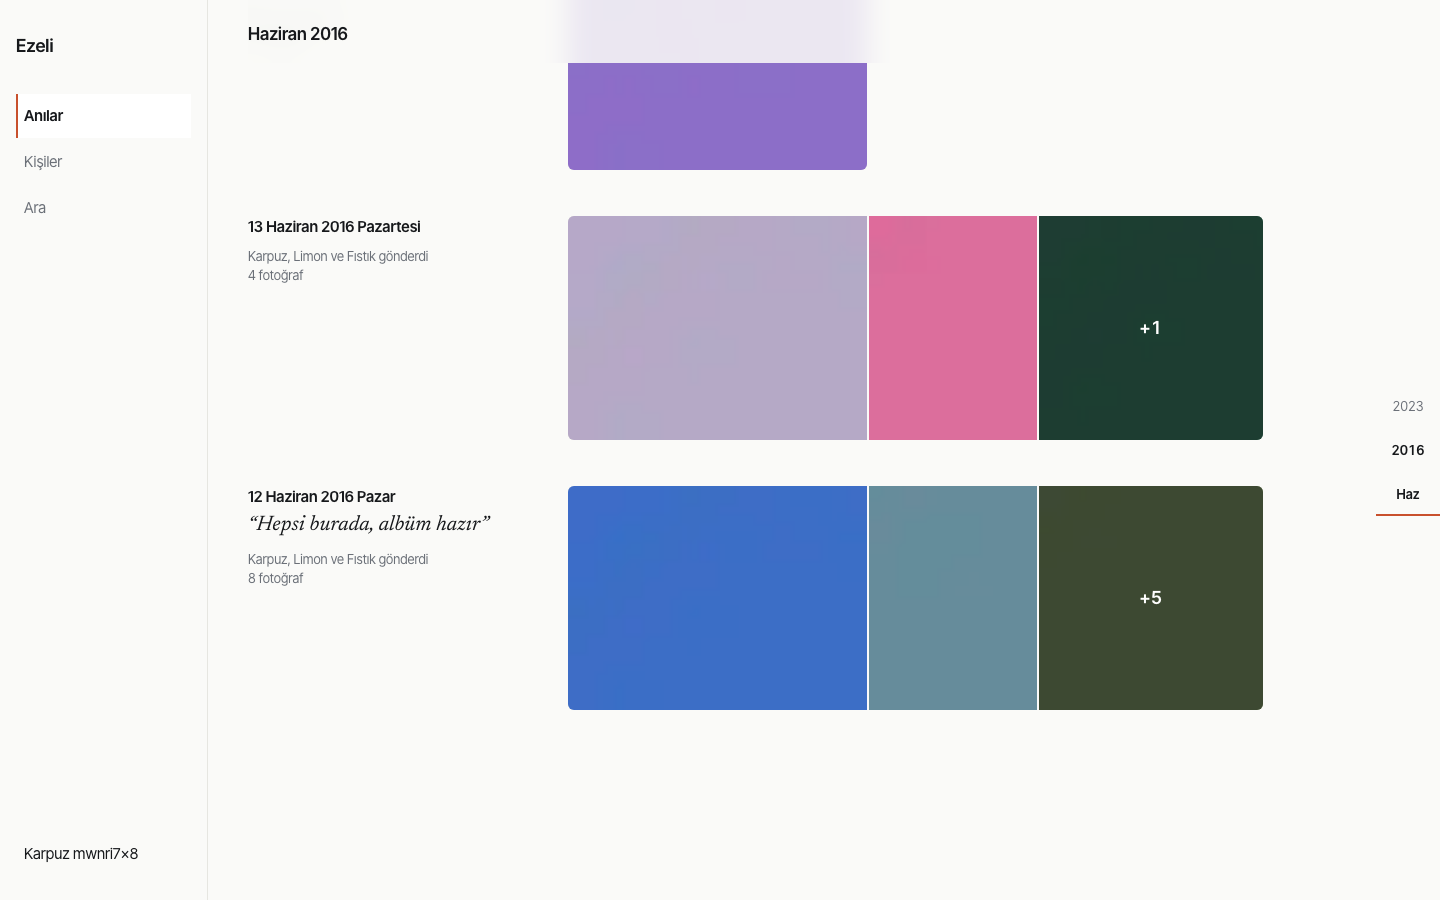 Ezeli
Anılar
Kişiler
Ara
Karpuz mwnri7×8
Haziran 2016
13 Haziran 2016 Pazartesi
Karpuz, Limon ve Fıstık gönderdi
4 fotoğraf
+1
12 Haziran 2016 Pazar
“Hepsi burada, albüm hazır”
Karpuz, Limon ve Fıstık gönderdi
8 fotoğraf
+5
2023
2016
Haz